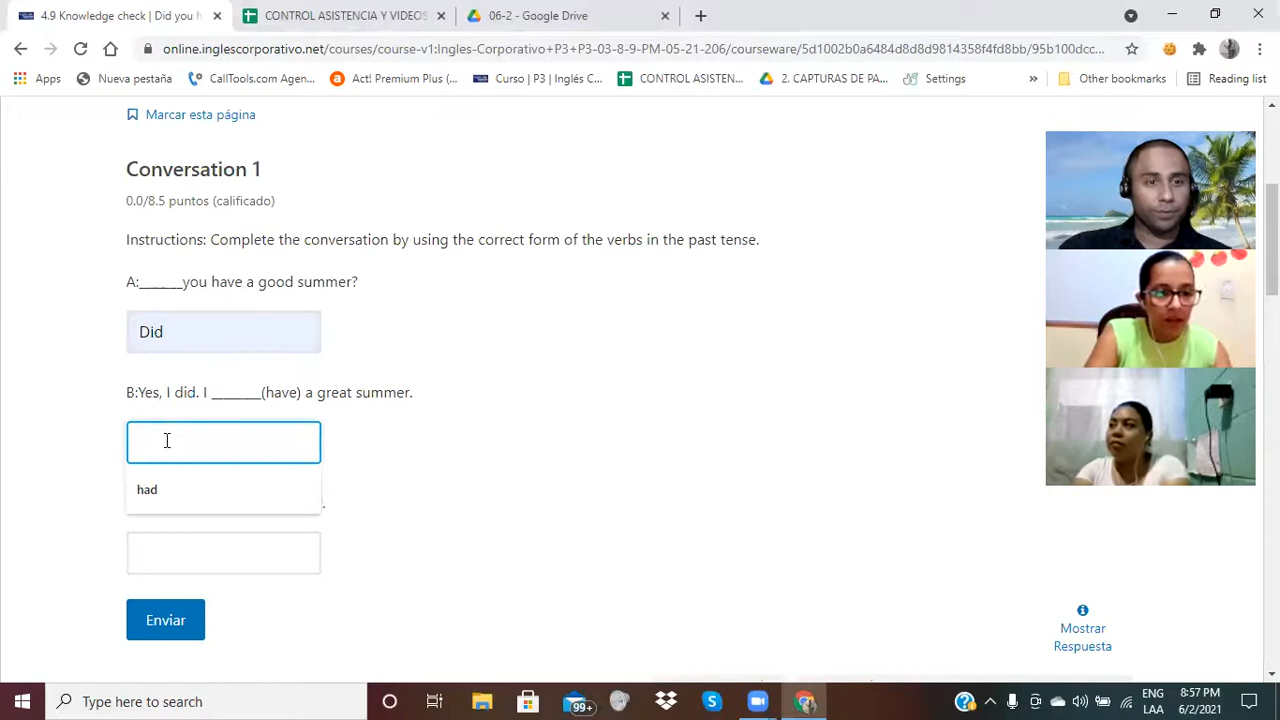 4.9 Knowledge check | Did you h
CONTROL ASISTENCIA Y VIDEOS
06-2 - Google Drive
online.inglescorporativo.net/courses/course-v1:Ingles-Corporativo+P3+P3-03-8-9-PM-05-21-206/courseware/5d1002b0a6484d8d8d9814358f4fd8bb/95b100dcc...
Apps
Nueva pestaña
CallTools.com Agen...
Act! Premium Plus (...
Curso | P3 | Inglés C...
CONTROL ASISTEN...
2. CAPTURAS DE PA...
Settings
»
Other bookmarks
Reading list
Marcar esta página
Conversation 1
0.0/8.5 puntos (calificado)
Instructions: Complete the conversation by using the correct form of the verbs in the past tense.
A:______you have a good summer?
Did
B:Yes, I did. I _______(have) a great summer.
had
Enviar
Mostrar
Respuesta
Type here to search
99+
ENG
LAA
8:57 PM
6/2/2021